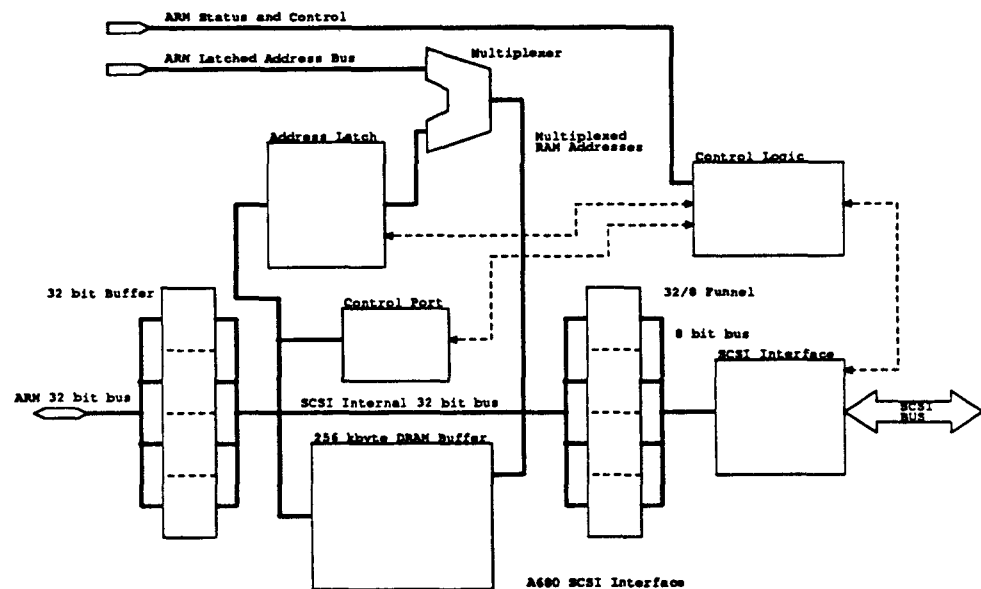 ARM Status and Control
ARM Latched Address Bus
Multiplexer
Address Latch
Multiplexed
RAM Addresses
Control Logic
32 bit Buffer
Control Port
32/8 Funnel
8 bit bus
SCSI Interface
ARM 32 bit bus
SCSI Internal 32 bit bus
SCSI
BUS
256 kbyte DRAM Buffer
A680 SCSI Interface